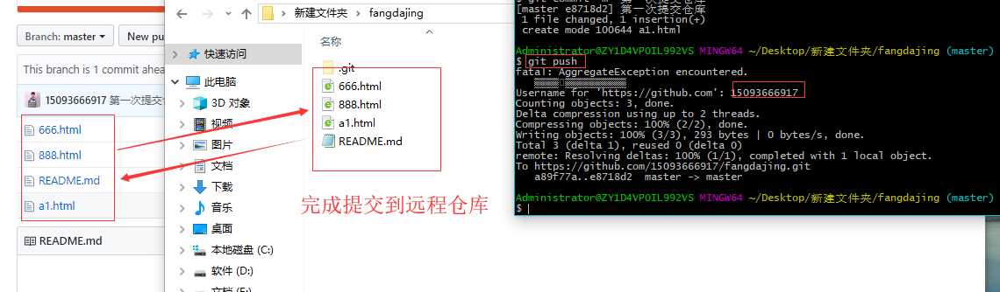 Branch: master
New pu
This branch is 1 commit ahea
15093666917 第一次提交
666.html
888.html
README.md
a1.html
README.md
新建文件夹
fangdajing
名称
快速访问
此电脑
3D 对象
视频
图片
文档
下载
音乐
桌面
本地磁盘 (C:)
软件 (D:)
.git
666.html
888.html
a1.html
README.md
完成提交到远程仓库
[master e8718d2] 第一次提交仓库
1 file changed, 1 insertion(+)
create mode 100644 a1.html
Administrator@ZY1D4VPOIL992VS MINGW64 ~/Desktop/新建文件夹/fangdajing (master)
$ git push
fatal: AggregateException encountered.
Username for 'https://github.com': 15093666917
Counting objects: 3, done.
Delta compression using up to 2 threads.
Compressing objects: 100% (2/2), done.
Writing objects: 100% (3/3), 293 bytes | 0 bytes/s, done.
Total 3 (delta 1), reused 0 (delta 0)
remote: Resolving deltas: 100% (1/1), completed with 1 local object.
To https://github.com/15093666917/fangdajing.git
a89f77a..e8718d2  master -> master
Administrator@ZY1D4VPOIL992VS MINGW64 ~/Desktop/新建文件夹/fangdajing (master)
$